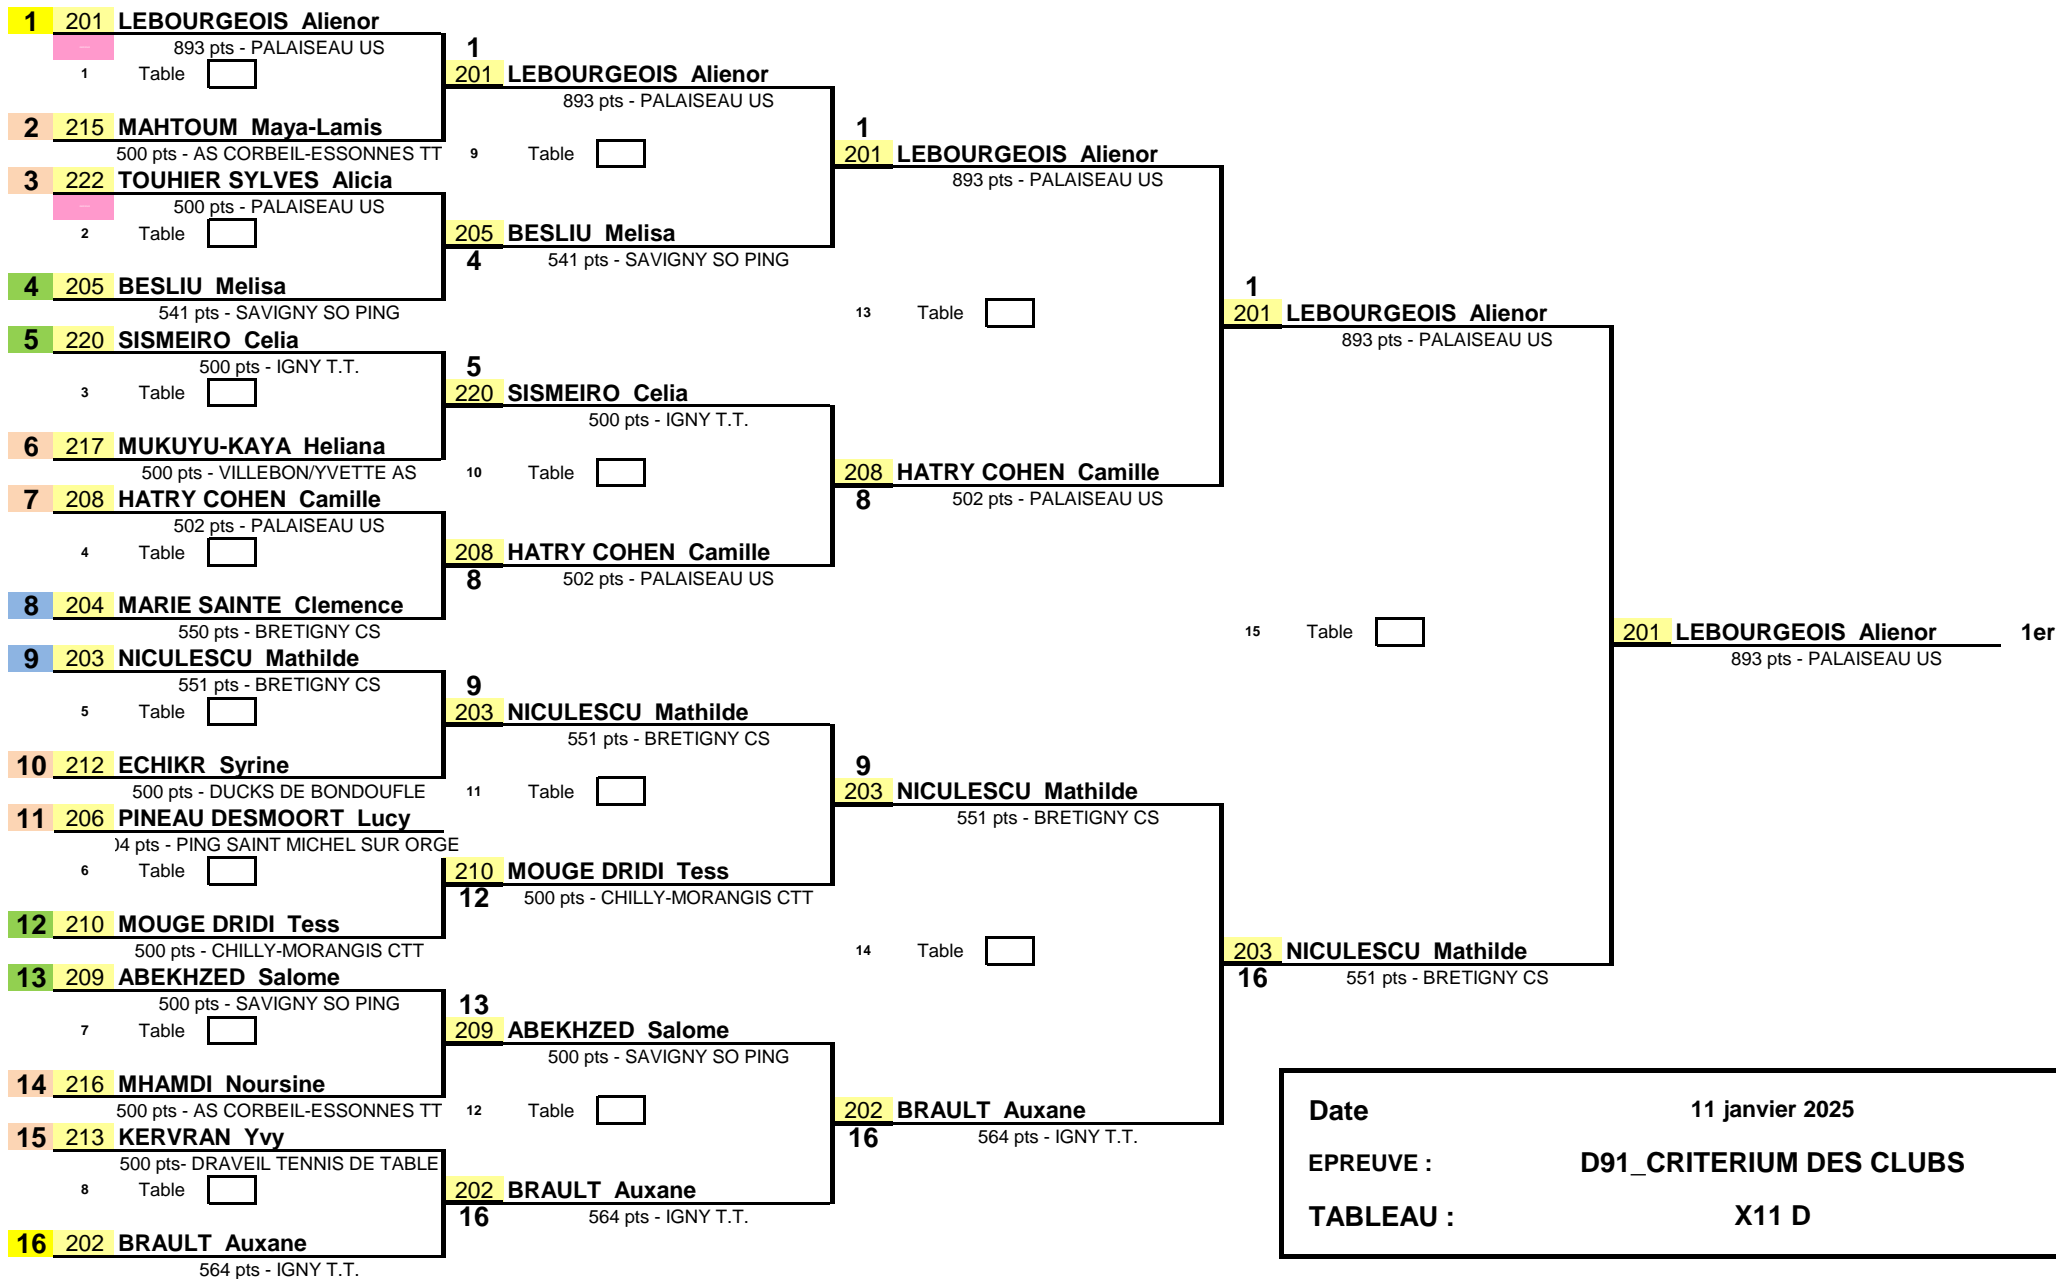 1 201 LEBOURGEOIS Alienor
893 pts - PALAISEAU US
1 Table
2 215 MAHTOUM Maya-Lamis
500 pts - AS CORBEIL-ESSONNES TT
3 222 TOUHIER SYLVES Alicia
500 pts - PALAISEAU US
2 Table
4 205 BESLIU Melisa
541 pts - SAVIGNY SO PING
5 220 SISMEIRO Celia
500 pts - IGNY T.T.
3 Table
6 217 MUKUYU-KAYA Heliana
500 pts - VILLEBON/YVETTE AS
7 208 HATRY COHEN Camille
502 pts - PALAISEAU US
4 Table
8 204 MARIE SAINTE Clemence
550 pts - BRETIGNY CS
9 203 NICULESCU Mathilde
551 pts - BRETIGNY CS
5 Table
10 212 ECHIKR Syrine
500 pts - DUCKS DE BONDOUFLE
11 206 PINEAU DESMOORT Lucy
04 pts - PING SAINT MICHEL SUR ORGE
6 Table
12 210 MOUGE DRIDI Tess
500 pts - CHILLY-MORANGIS CTT
13 209 ABEKHZED Salome
500 pts - SAVIGNY SO PING
7 Table
14 216 MHAMDI Noursine
500 pts - AS CORBEIL-ESSONNES TT
15 213 KERVRAN Yvy
500 pts- DRAVEIL TENNIS DE TABLE
8 Table
16 202 BRAULT Auxane
564 pts - IGNY T.T.
1
201 LEBOURGEOIS Alienor
893 pts - PALAISEAU US
9 Table
205 BESLIU Melisa
4 541 pts - SAVIGNY SO PING
5
220 SISMEIRO Celia
500 pts - IGNY T.T.
10 Table
208 HATRY COHEN Camille
8 502 pts - PALAISEAU US
9
203 NICULESCU Mathilde
551 pts - BRETIGNY CS
11 Table
210 MOUGE DRIDI Tess
12 500 pts - CHILLY-MORANGIS CTT
13
209 ABEKHZED Salome
500 pts - SAVIGNY SO PING
12 Table
202 BRAULT Auxane
16 564 pts - IGNY T.T.
1
201 LEBOURGEOIS Alienor
893 pts - PALAISEAU US
13 Table
208 HATRY COHEN Camille
8 502 pts - PALAISEAU US
9
203 NICULESCU Mathilde
551 pts - BRETIGNY CS
14 Table
202 BRAULT Auxane
16 564 pts - IGNY T.T.
1
201 LEBOURGEOIS Alienor
893 pts - PALAISEAU US
15 Table
203 NICULESCU Mathilde
16 551 pts - BRETIGNY CS
201 LEBOURGEOIS Alienor 1er
893 pts - PALAISEAU US
Date 11 janvier 2025
EPREUVE : D91_CRITERIUM DES CLUBS
TABLEAU : X11 D